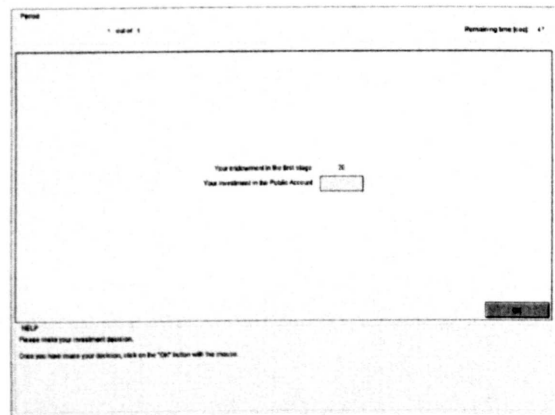 Period
1 out of 1
Remaining time [sec]: 47
Your endowment in the first stage
Your investment in the Public Account
HELP
Please make your investment decision.
Once you have made your decision, click on the "OK" button with the mouse.